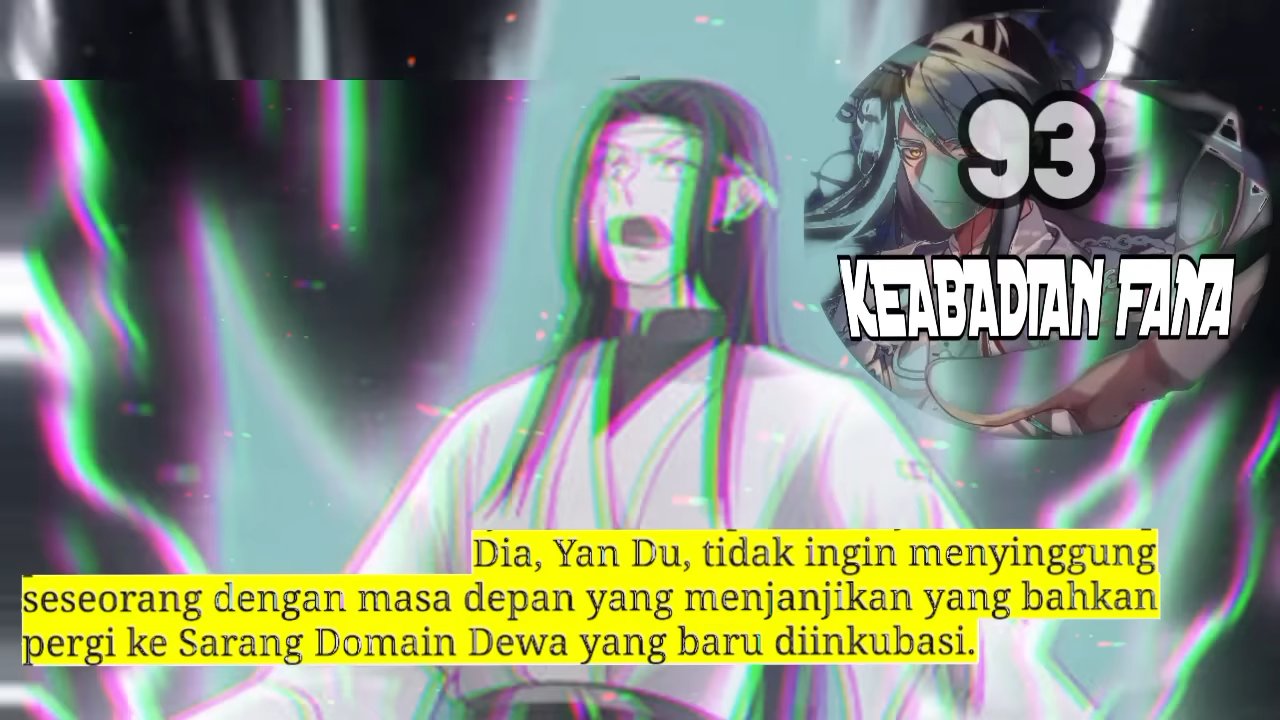 93
KEABADIAN FANA
Dia, Yan Du, tidak ingin menyinggung
seseorang dengan masa depan yang menjanjikan yang bahkan
pergi ke Sarang Domain Dewa yang baru diinkubasi.